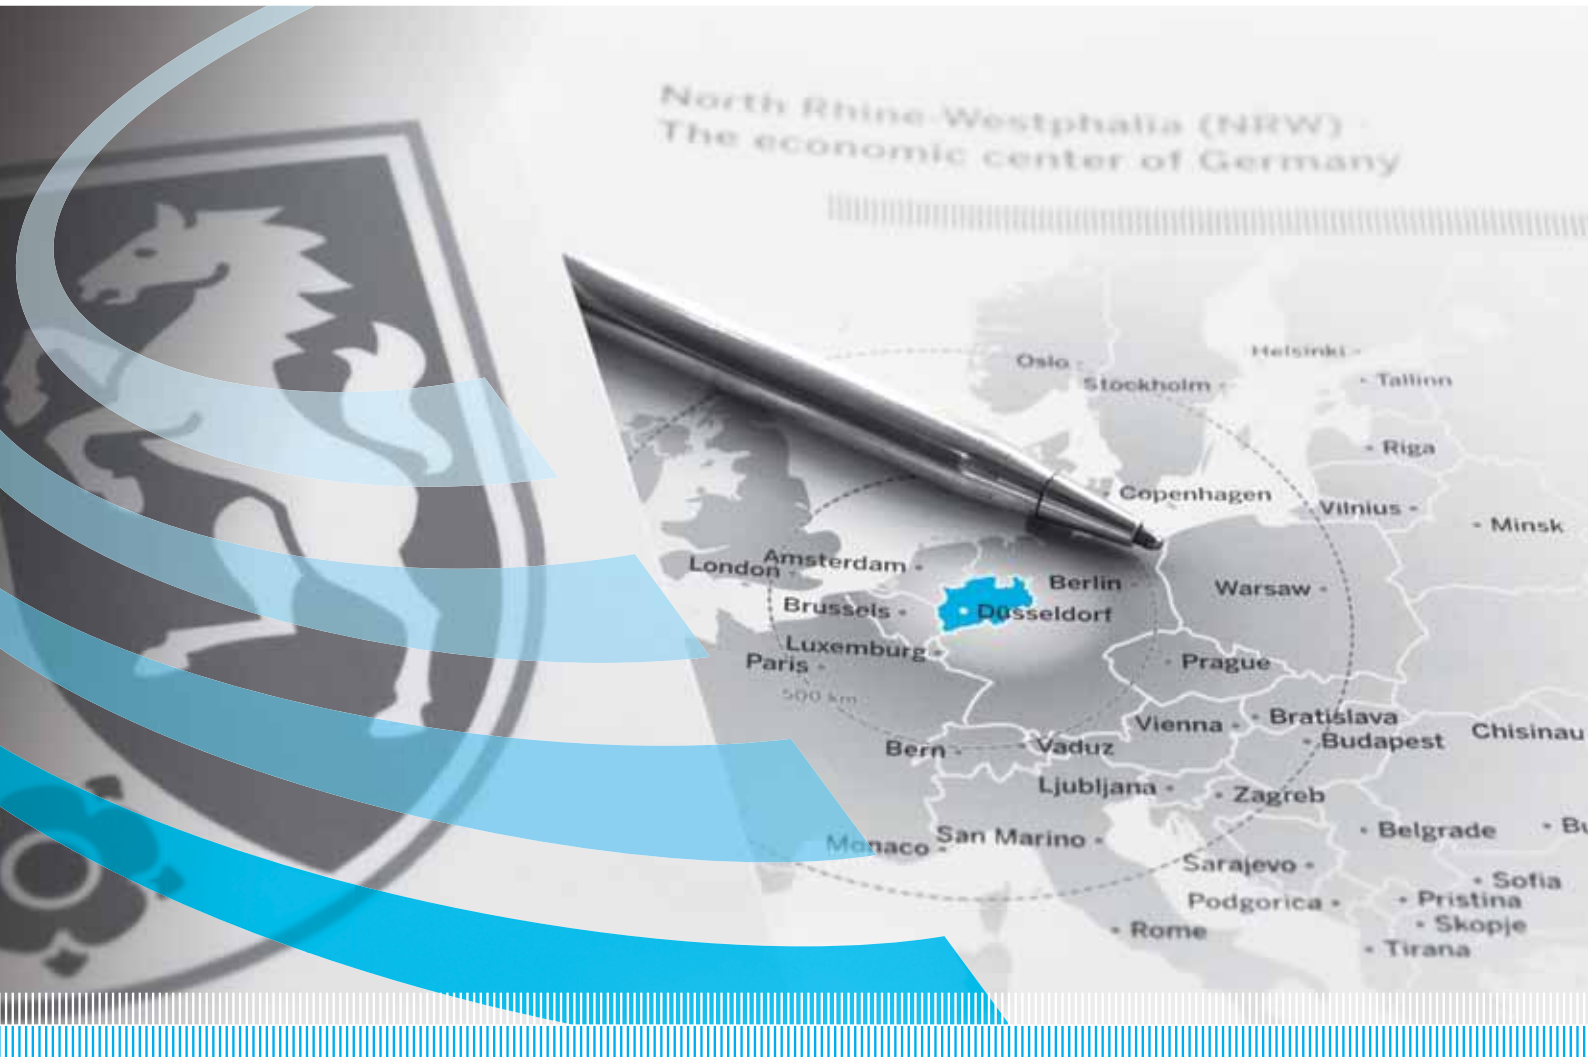 North Rhine-Westphalia (NRW)
The economic center of Germany
Oslo
Helsinki
Stockholm
Tallinn
Riga
Copenhagen
Vilnius
Minsk
Amsterdam
London
Berlin
Warsaw
Brussels
Düsseldorf
Luxemburg
Paris
Prague
500 km
Vienna
Bratislava
Chisinau
Bern
Vaduz
Budapest
Ljubljana
Zagreb
Belgrade
Bu
Monaco
San Marino
Sarajevo
Sofia
Podgorica
Pristina
Skopje
Rome
Tirana